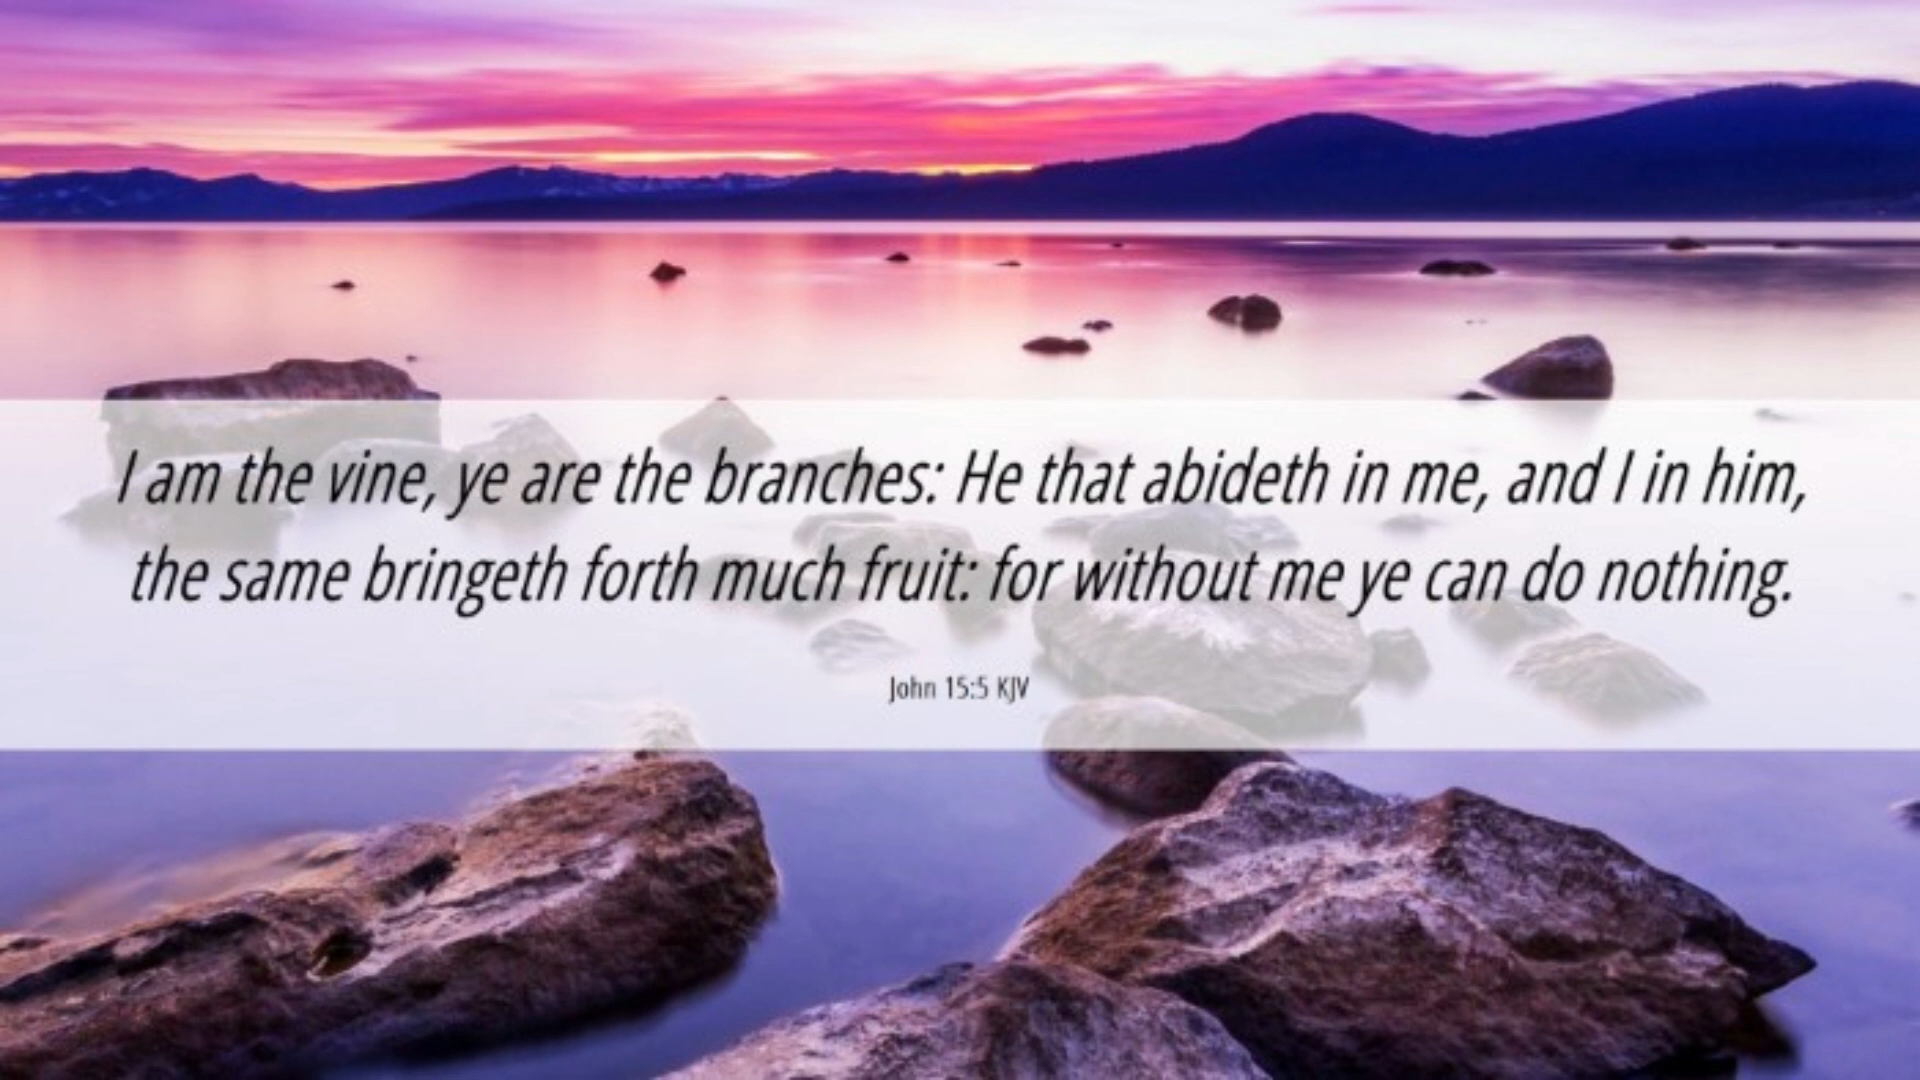 I am the vine, ye are the branches: He that abideth in me, and I in him,
the same bringeth forth much fruit: for without me ye can do nothing.
John 15:5 KJV